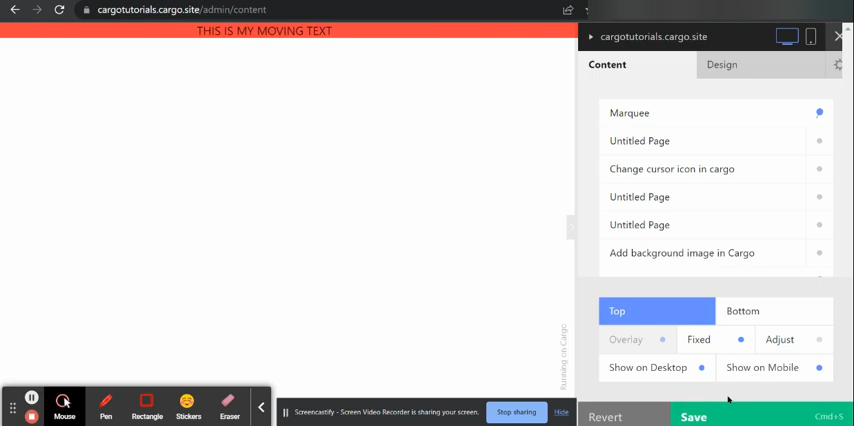 cargotutorials.cargo.site/admin/content
THIS IS MY MOVING TEXT
cargotutorials.cargo.site
Content
Design
Marquee
Untitled Page
Change cursor icon in cargo
Untitled Page
Untitled Page
Add background image in Cargo
Top
Bottom
Overlay
Fixed
Adjust
Show on Desktop
Show on Mobile
Revert
Save
Cmd+S
Running on Cargo
Mouse
Pen
Rectangle
Stickers
Eraser
Screencastify - Screen Video Recorder is sharing your screen.
Stop sharing
Hide